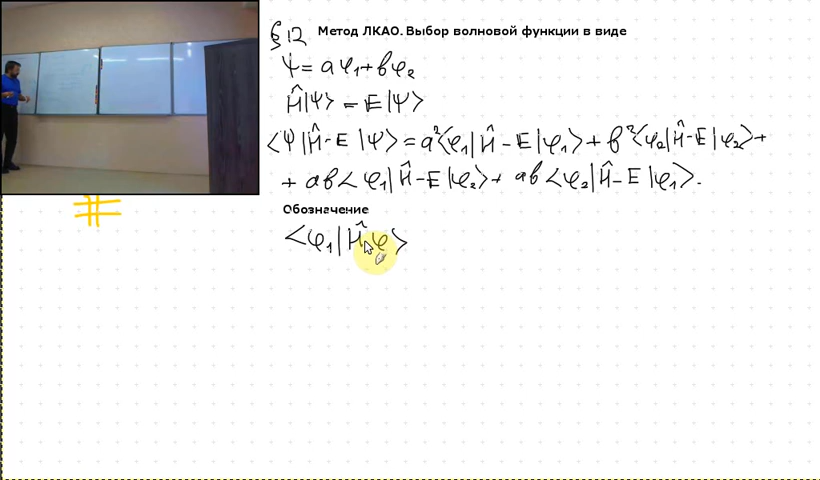 §12 Метод ЛКАО. Выбор волновой функции в виде
Ψ = aφ₁ + bφ₂
Ĥ|Ψ> = E|Ψ>
<Ψ|Ĥ-E|Ψ> = a²<φ₁|Ĥ-E|φ₁> + b²<φ₂|Ĥ-E|φ₂> +
+ ab<φ₁|Ĥ-E|φ₂> + ab<φ₂|Ĥ-E|φ₁>.
Обозначение
<φ₁|Ĥφ>